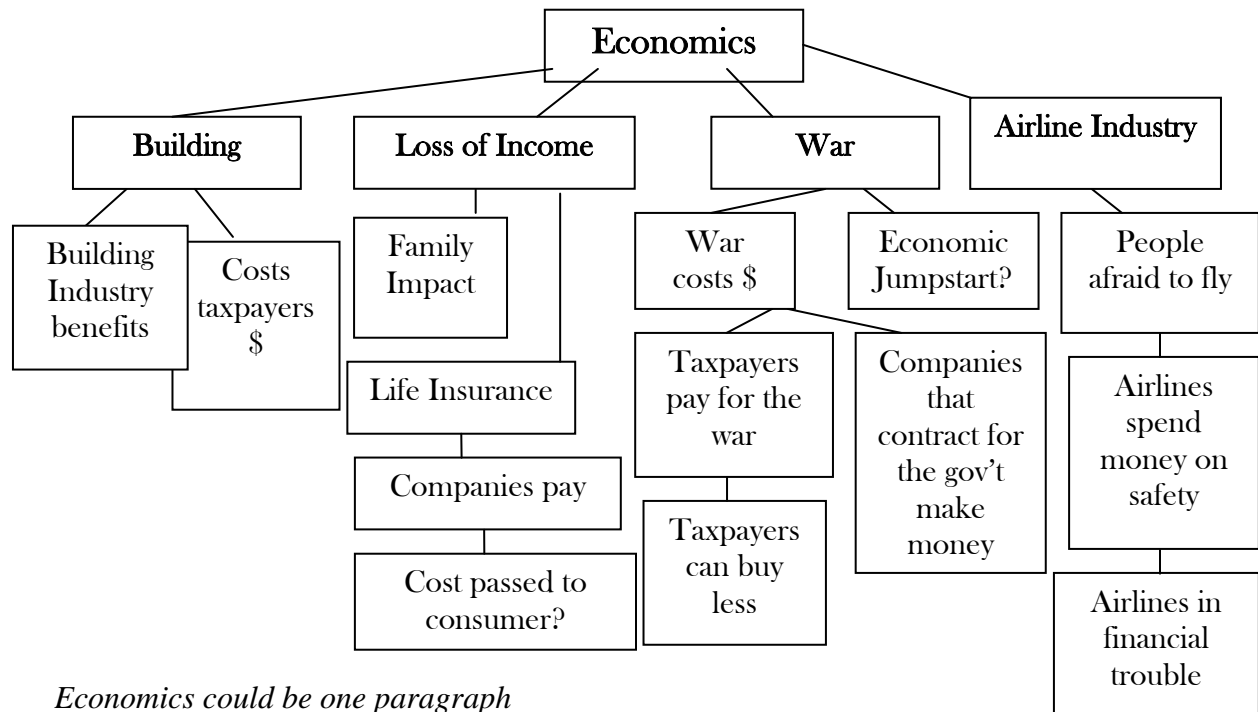 Economics
Building
Loss of Income
War
Airline Industry
Building
Industry
benefits
Costs
taxpayers
$
Family
Impact
Life Insurance
Companies pay
Cost passed to
consumer?
War
costs $
Economic
Jumpstart?
Taxpayers
pay for the
war
Taxpayers
can buy
less
Companies
that
contract for
the gov’t
make
money
People
afraid to fly
Airlines
spend
money on
safety
Airlines in
financial
trouble
Economics could be one paragraph